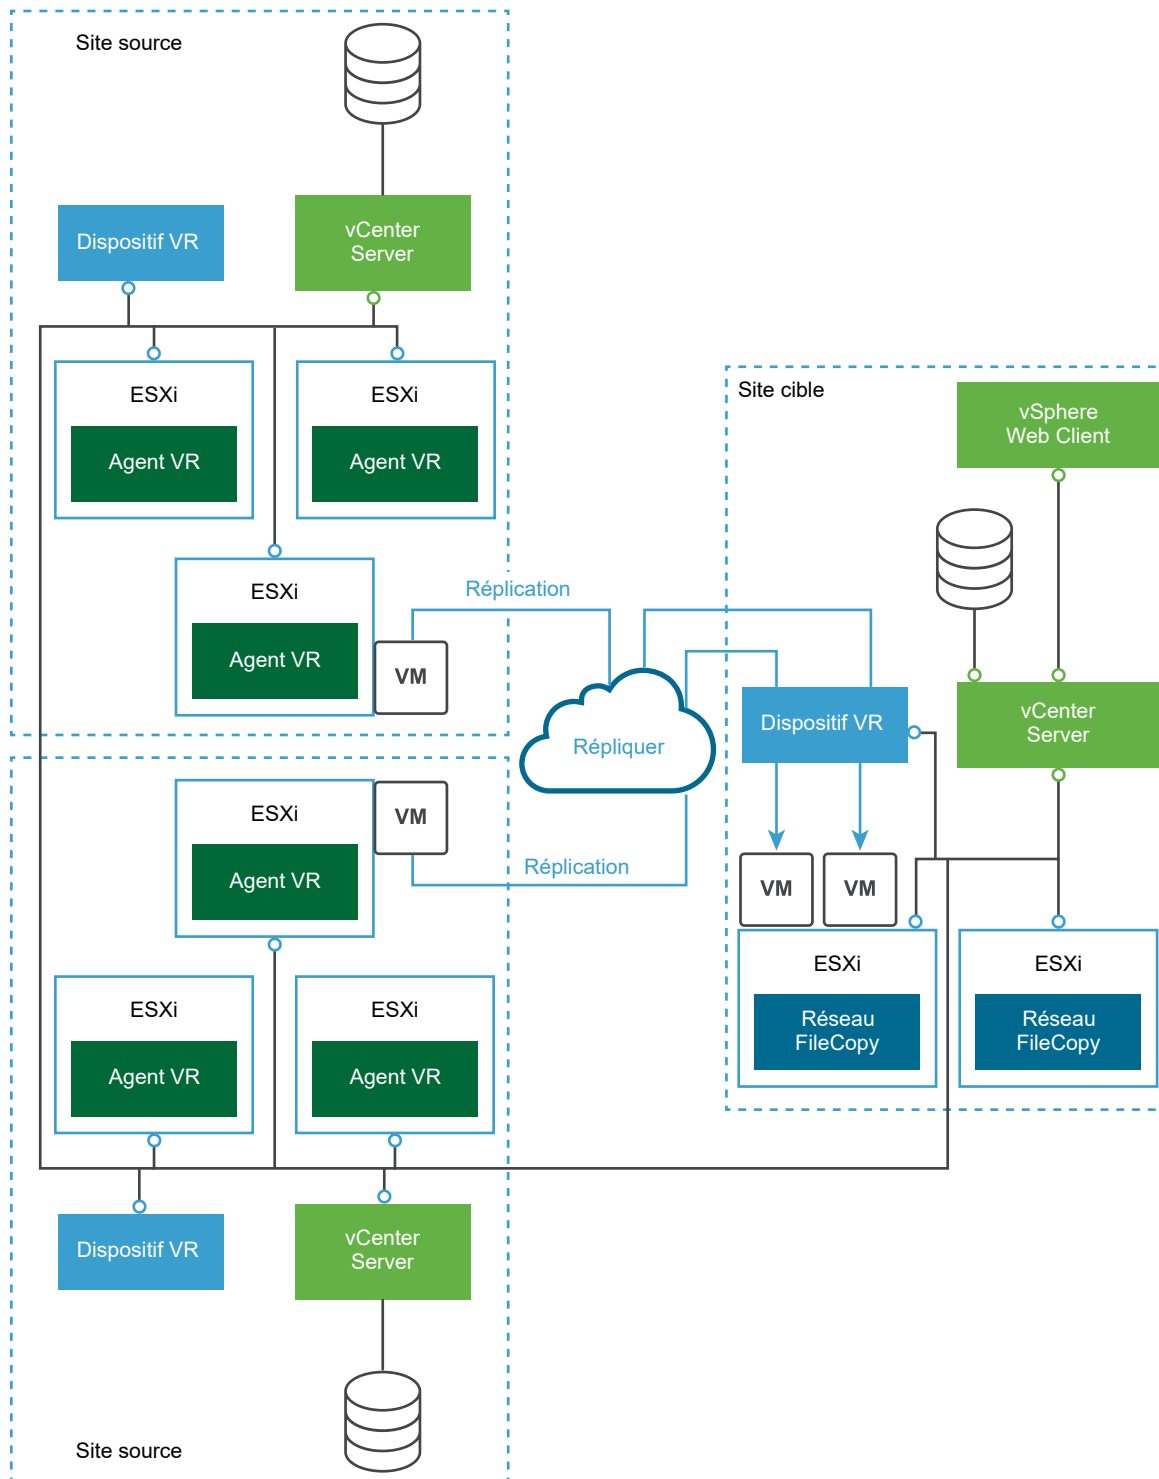 Site source
Dispositif VR
vCenter
Server
ESXi
Agent VR
ESXi
Agent VR
ESXi
Agent VR
VM
Réplication
Répliquer
Réplication
ESXi
Agent VR
VM
ESXi
Agent VR
ESXi
Agent VR
Dispositif VR
vCenter
Server
Site source
Site cible
vSphere
Web Client
Dispositif VR
vCenter
Server
VM
VM
ESXi
Réseau
FileCopy
ESXi
Réseau
FileCopy